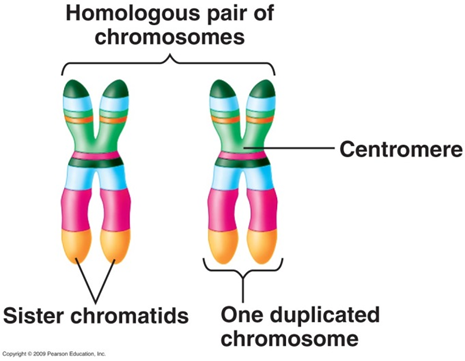 Homologous pair of
chromosomes
Centromere
Sister chromatids
One duplicated
chromosome
Copyright © 2009 Pearson Education, Inc.